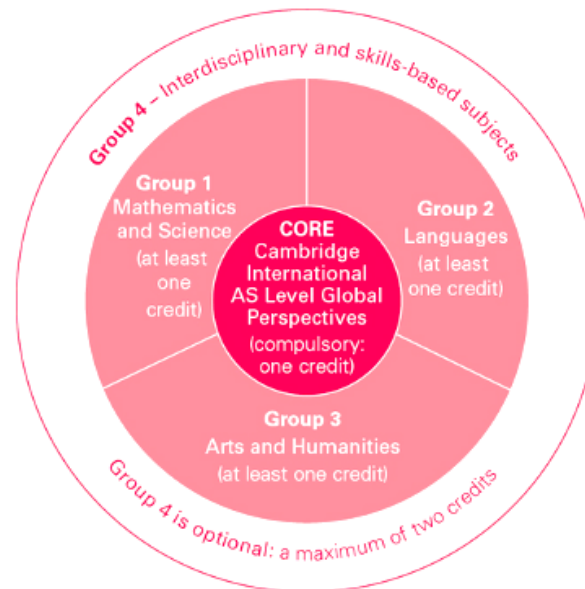 Group 4 – Interdisciplinary and skills-based subjects
Group 1
Mathematics
and Science
(at least
one
credit)
CORE
Cambridge
International
AS Level Global
Perspectives
(compulsory:
one credit)
Group 2
Languages
(at least
one credit)
Group 3
Arts and Humanities
(at least one credit)
Group 4 is optional: a maximum of two credits